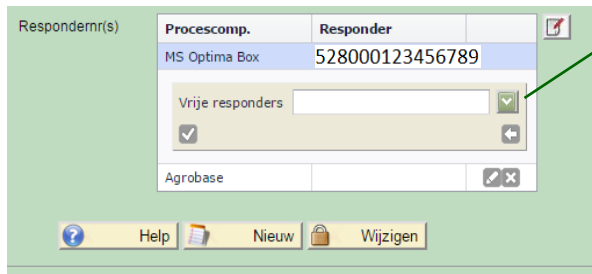 Respondernr(s)
Procescomp. Responder
MS Optima Box 528000123456789
Vrije responders
Agrobase
Help Nieuw Wijzigen